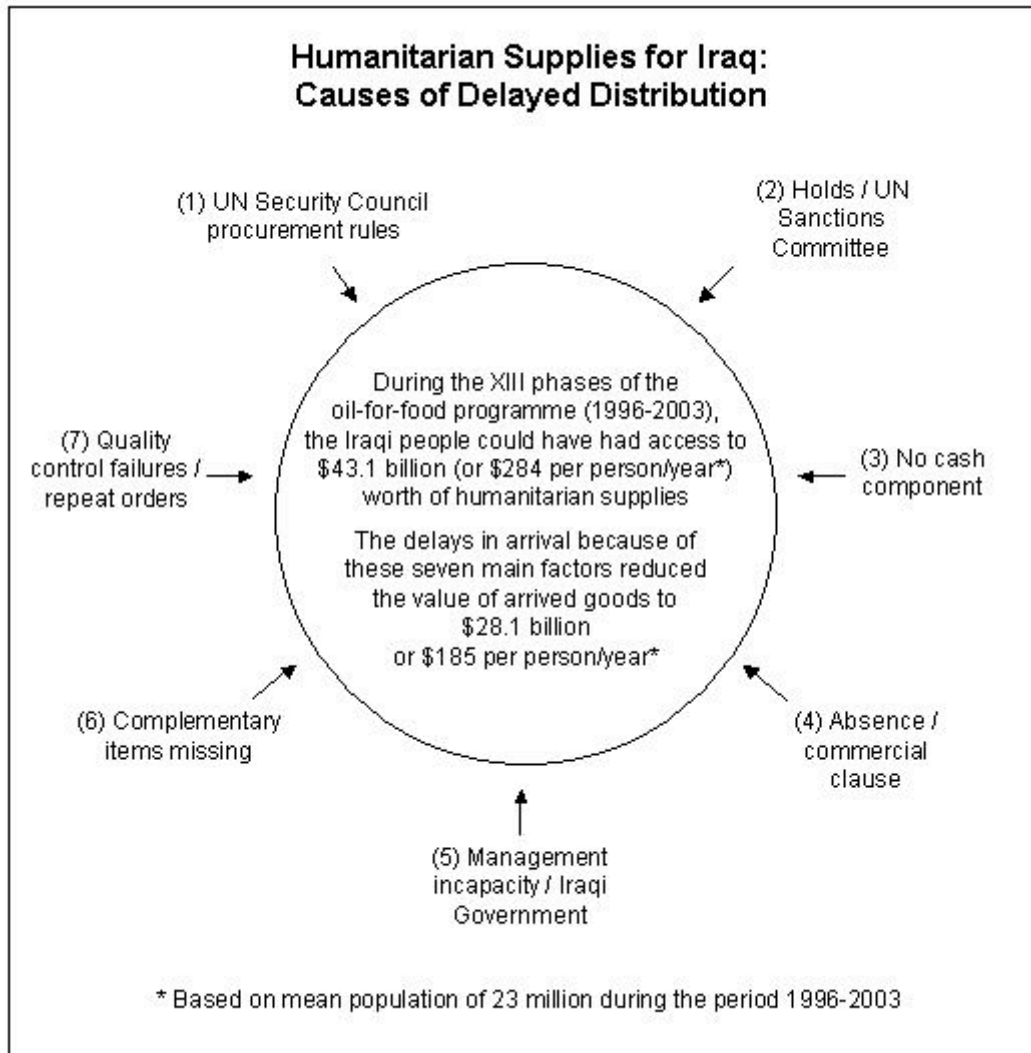 Humanitarian Supplies for Iraq:
Causes of Delayed Distribution
(1) UN Security Council
procurement rules
(2) Holds / UN
Sanctions
Committee
During the XIII phases of the
oil-for-food programme (1996-2003),
the Iraqi people could have had access to
$43.1 billion (or $284 per person/year*)
worth of humanitarian supplies
The delays in arrival because of
these seven main factors reduced
the value of arrived goods to
$28.1 billion
or $185 per person/year*
(3) No cash
component
(4) Absence /
commercial
clause
(5) Management
incapacity / Iraqi
Government
(6) Complementary
items missing
(7) Quality
control failures /
repeat orders
* Based on mean population of 23 million during the period 1996-2003